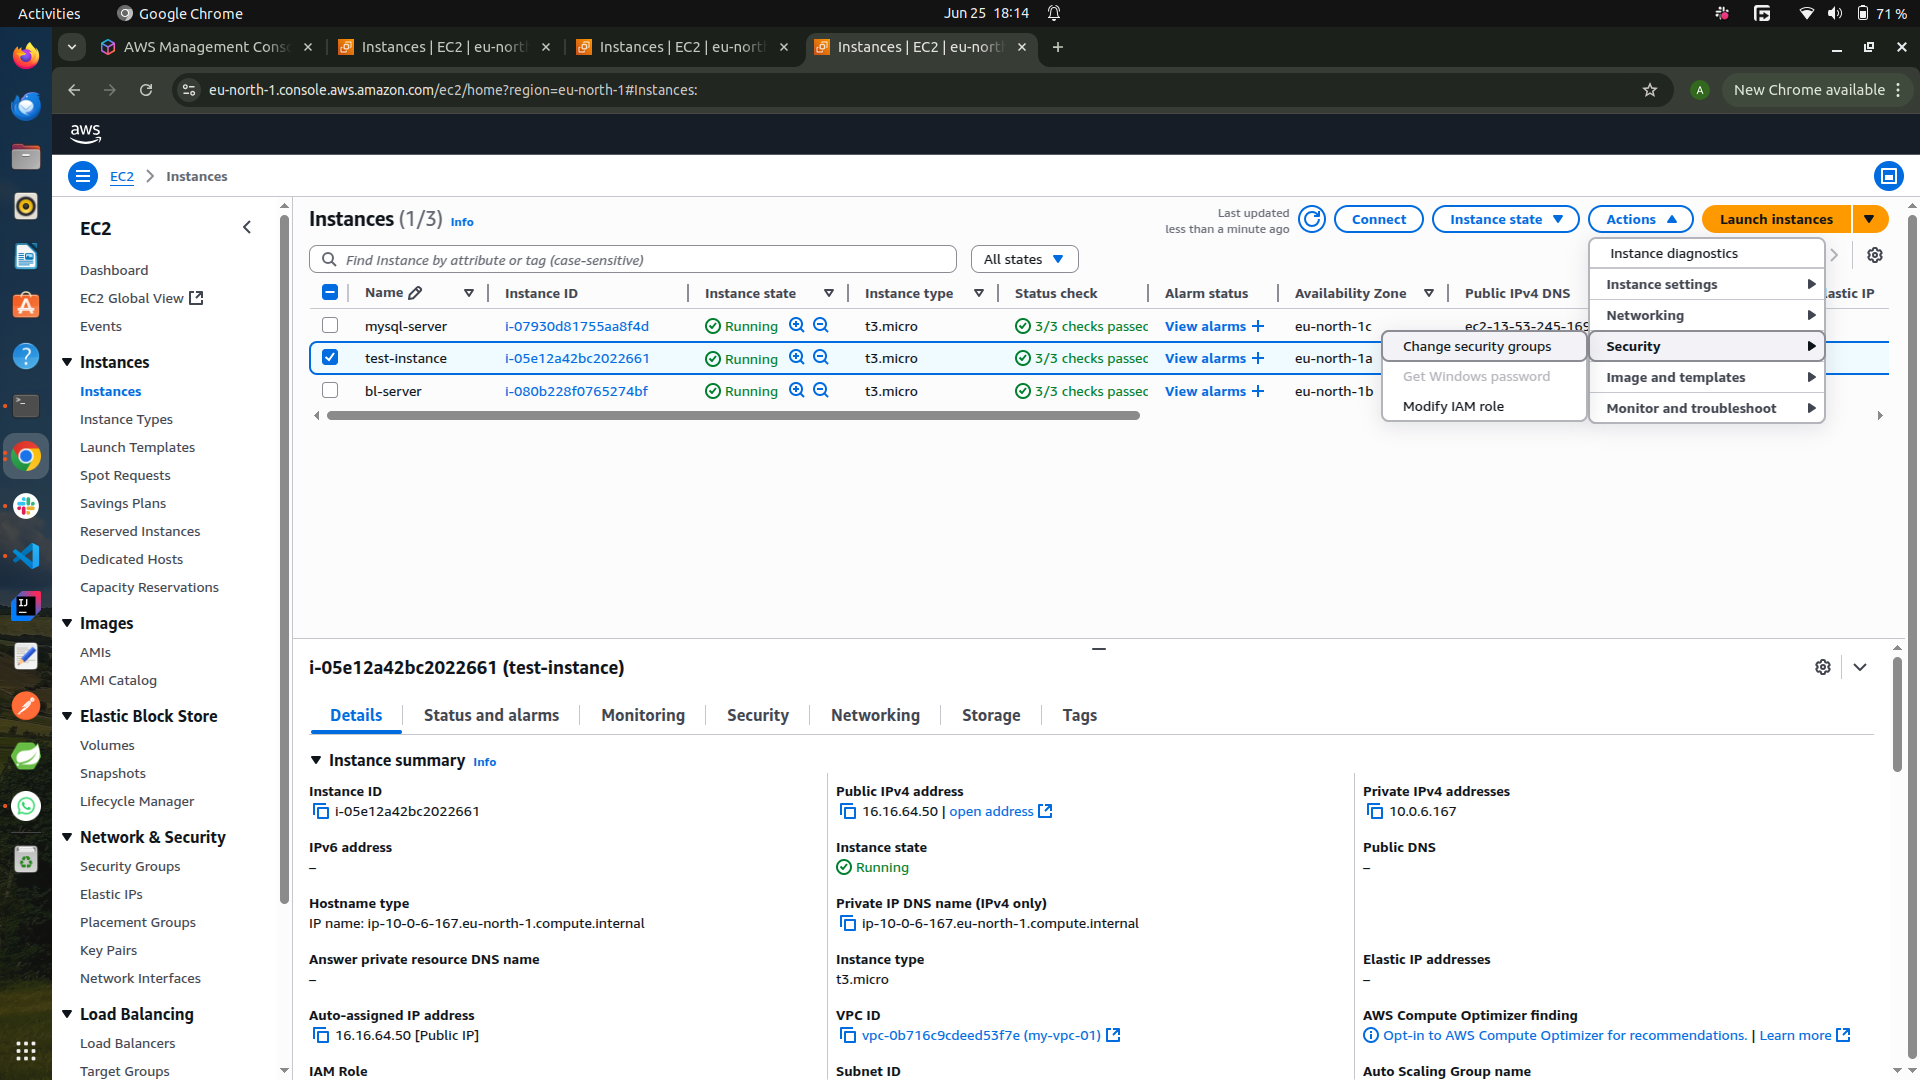 Activities
Google Chrome
Jun 25 18:14
71 %
AWS Management Conso
Instances | EC2 | eu-nort
Instances | EC2 | eu-nort
Instances | EC2 | eu-nort
eu-north-1.console.aws.amazon.com/ec2/home?region=eu-north-1#Instances:
A
New Chrome available
aws
EC2 > Instances
EC2
Dashboard
EC2 Global View
Events
Instances
Instances
Instance Types
Launch Templates
Spot Requests
Savings Plans
Reserved Instances
Dedicated Hosts
Capacity Reservations
Images
AMIs
AMI Catalog
Elastic Block Store
Volumes
Snapshots
Lifecycle Manager
Network & Security
Security Groups
Elastic IPs
Placement Groups
Key Pairs
Network Interfaces
Load Balancing
Load Balancers
Target Groups
Instances (1/3) Info
Last updated
less than a minute ago
Connect
Instance state
Actions
Launch instances
Find Instance by attribute or tag (case-sensitive)
All states
Name Instance ID Instance state Instance type Status check Alarm status Availability Zone Public IPv4 DNS lastic IP
mysql-server i-07930d81755aa8f4d Running t3.micro 3/3 checks passec View alarms + eu-north-1c ec2-13-53-245-169
test-instance i-05e12a42bc2022661 Running t3.micro 3/3 checks passec View alarms + eu-north-1a
bl-server i-080b228f0765274bf Running t3.micro 3/3 checks passec View alarms + eu-north-1b
Instance diagnostics
Instance settings
Networking
Security
Image and templates
Monitor and troubleshoot
Change security groups
Get Windows password
Modify IAM role
i-05e12a42bc2022661 (test-instance)
Details
Status and alarms
Monitoring
Security
Networking
Storage
Tags
Instance summary Info
Instance ID
i-05e12a42bc2022661
Public IPv4 address
16.16.64.50 | open address
Private IPv4 addresses
10.0.6.167
IPv6 address
–
Instance state
Running
Public DNS
–
Hostname type
IP name: ip-10-0-6-167.eu-north-1.compute.internal
Private IP DNS name (IPv4 only)
ip-10-0-6-167.eu-north-1.compute.internal
Answer private resource DNS name
–
Instance type
t3.micro
Elastic IP addresses
–
Auto-assigned IP address
16.16.64.50 [Public IP]
VPC ID
vpc-0b716c9cdeed53f7e (my-vpc-01)
AWS Compute Optimizer finding
Opt-in to AWS Compute Optimizer for recommendations. | Learn more
IAM Role
Subnet ID
Auto Scaling Group name